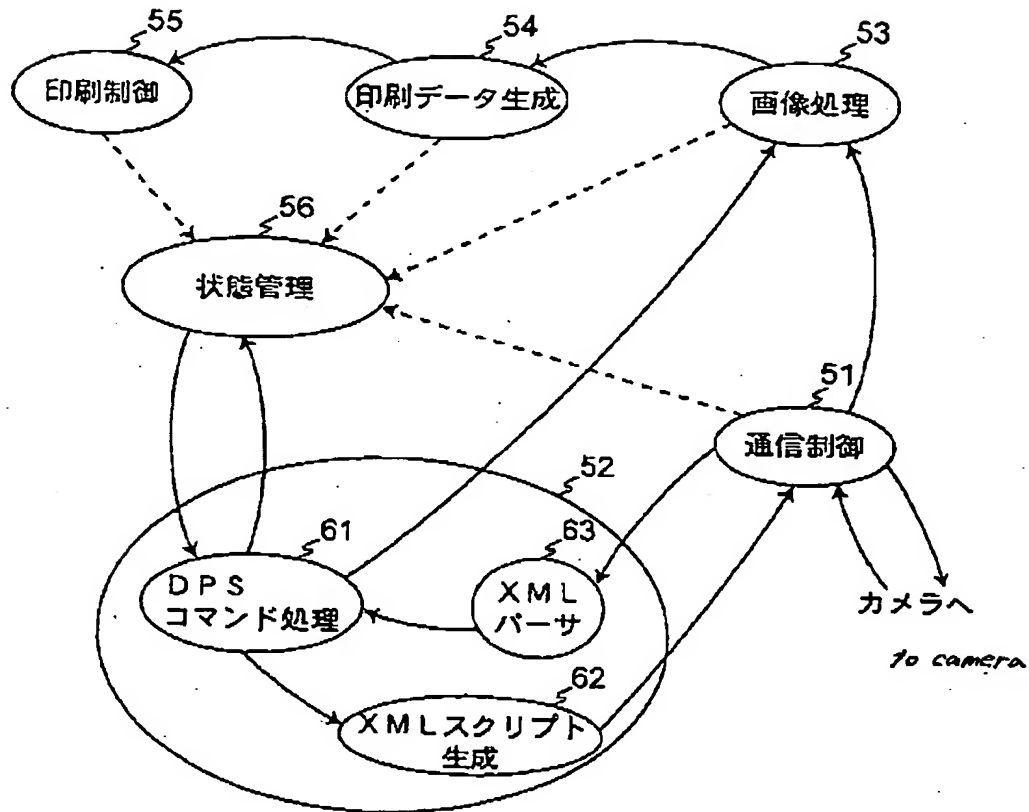 55
印刷制御
54
印刷データ生成
53
画像処理
56
状態管理
51
通信制御
52
61
DPS
コマンド処理
63
XML
パーサ
カメラへ
to camera
62
XMLスクリプト
生成